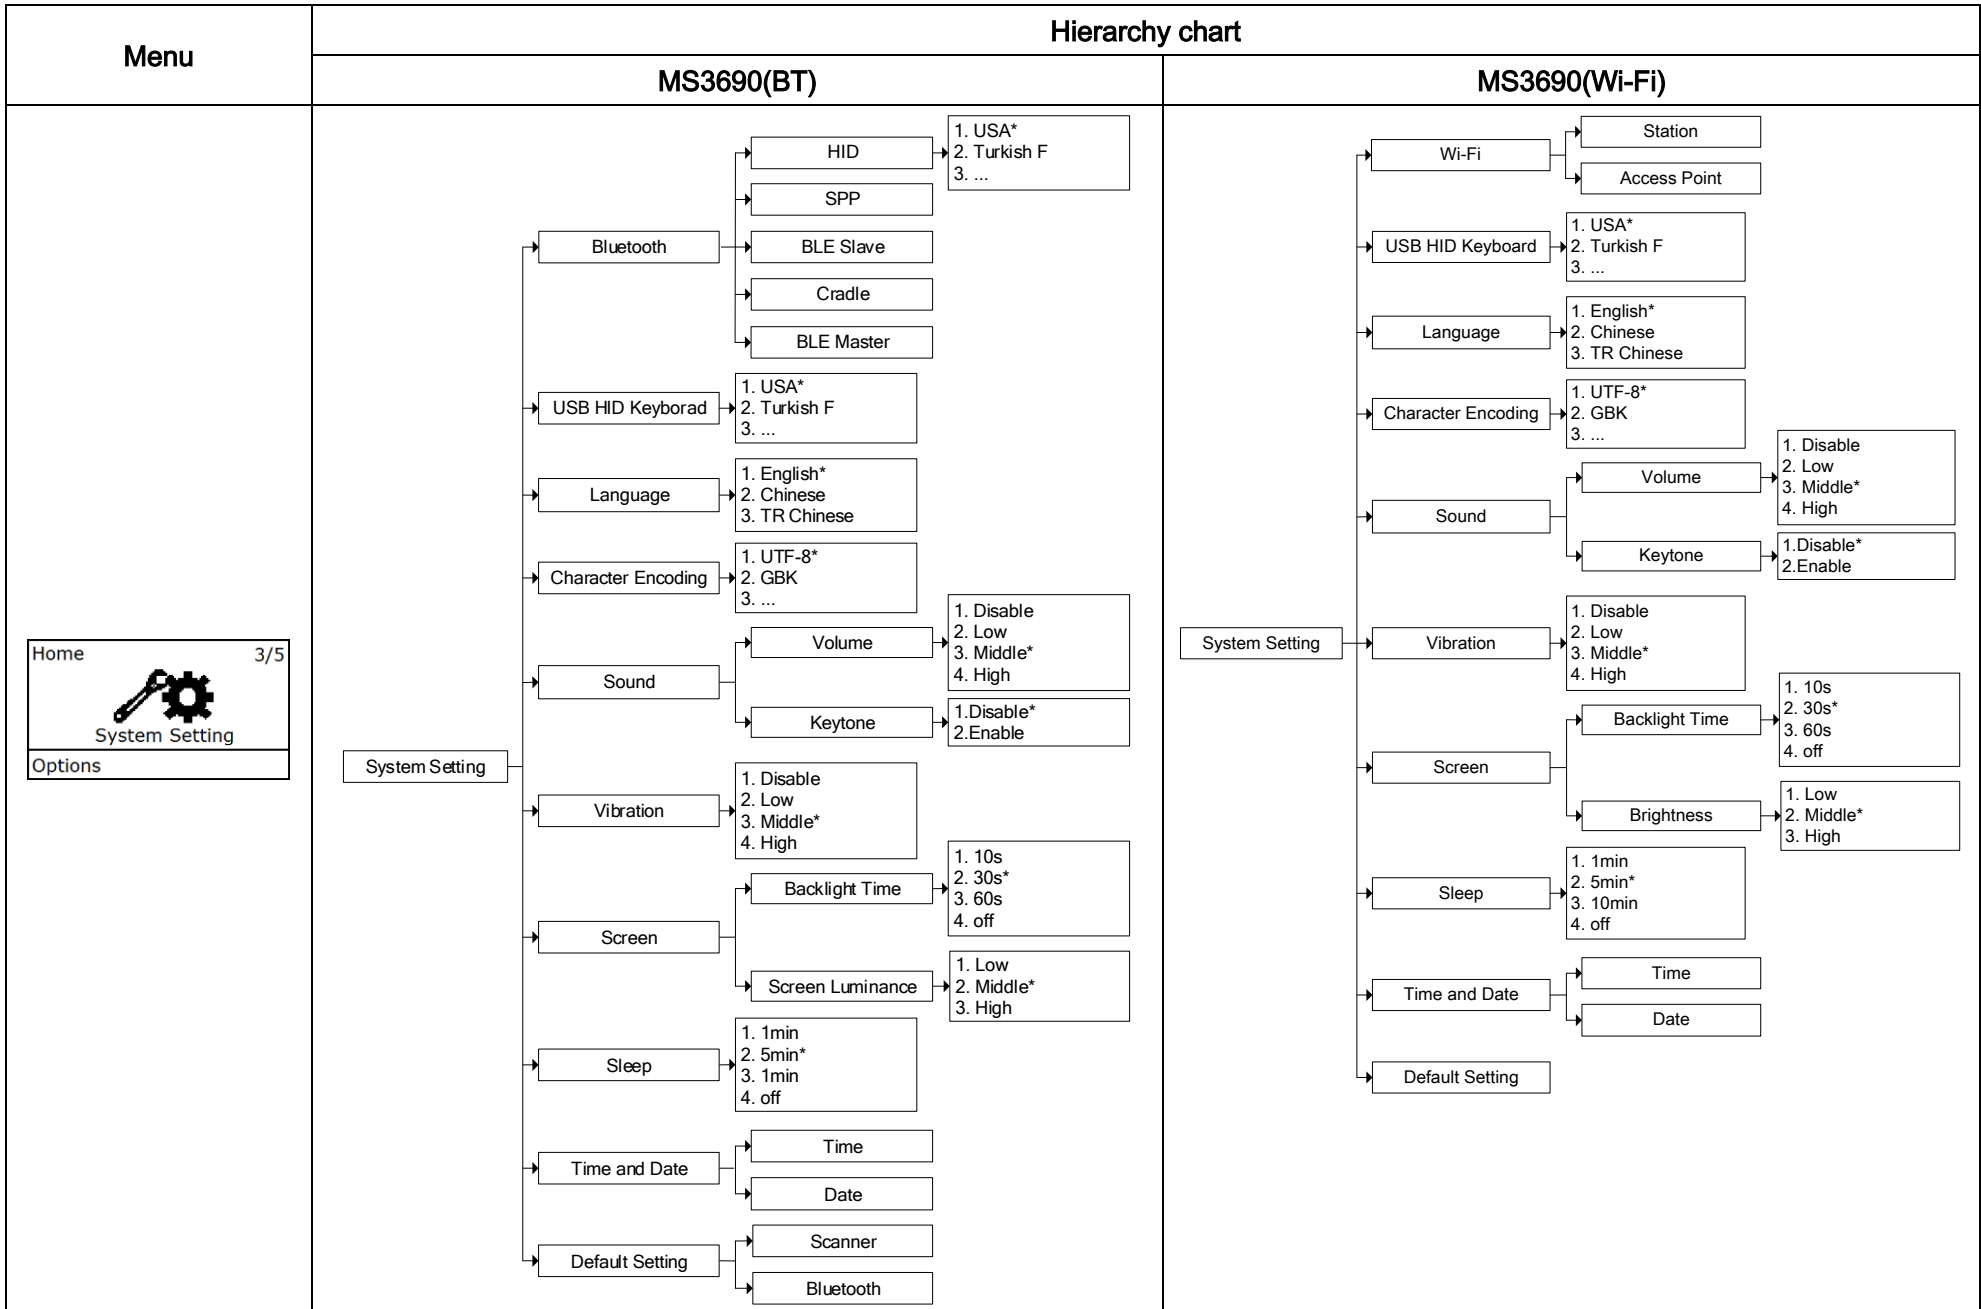 Menu
Hierarchy chart
MS3690(BT)
MS3690(Wi-Fi)
Home 3/5
System Setting
Options
System Setting
Bluetooth
HID
1. USA*
2. Turkish F
3. ...
SPP
BLE Slave
Cradle
BLE Master
USB HID Keyborad
1. USA*
2. Turkish F
3. ...
Language
1. English*
2. Chinese
3. TR Chinese
Character Encoding
1. UTF-8*
2. GBK
3. ...
Sound
Volume
1. Disable
2. Low
3. Middle*
4. High
Keytone
1.Disable*
2.Enable
Vibration
1. Disable
2. Low
3. Middle*
4. High
Screen
Backlight Time
1. 10s
2. 30s*
3. 60s
4. off
Screen Luminance
1. Low
2. Middle*
3. High
Sleep
1. 1min
2. 5min*
3. 1min
4. off
Time and Date
Time
Date
Default Setting
Scanner
Bluetooth
System Setting
Wi-Fi
Station
Access Point
USB HID Keyboard
1. USA*
2. Turkish F
3. ...
Language
1. English*
2. Chinese
3. TR Chinese
Character Encoding
1. UTF-8*
2. GBK
3. ...
Sound
Volume
1. Disable
2. Low
3. Middle*
4. High
Keytone
1.Disable*
2.Enable
Vibration
1. Disable
2. Low
3. Middle*
4. High
Screen
Backlight Time
1. 10s
2. 30s*
3. 60s
4. off
Brightness
1. Low
2. Middle*
3. High
Sleep
1. 1min
2. 5min*
3. 10min
4. off
Time and Date
Time
Date
Default Setting